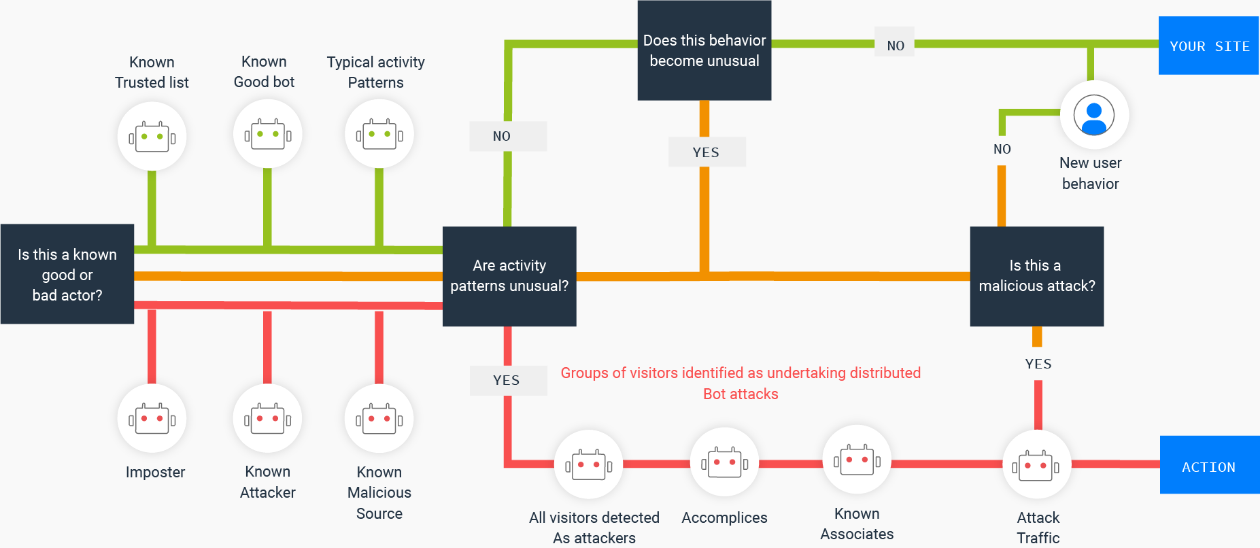 Does this behavior
become unusual
NO
YOUR SITE
Known
Trusted list
Known
Good bot
Typical activity
Patterns
NO
YES
NO
New user
behavior
Is this a known
good or
bad actor?
Are activity
patterns unusual?
Is this a
malicious attack?
YES
YES
Groups of visitors identified as undertaking distributed
Bot attacks
Imposter
Known
Attacker
Known
Malicious
Source
ACTION
All visitors detected
As attackers
Accomplices
Known
Associates
Attack
Traffic